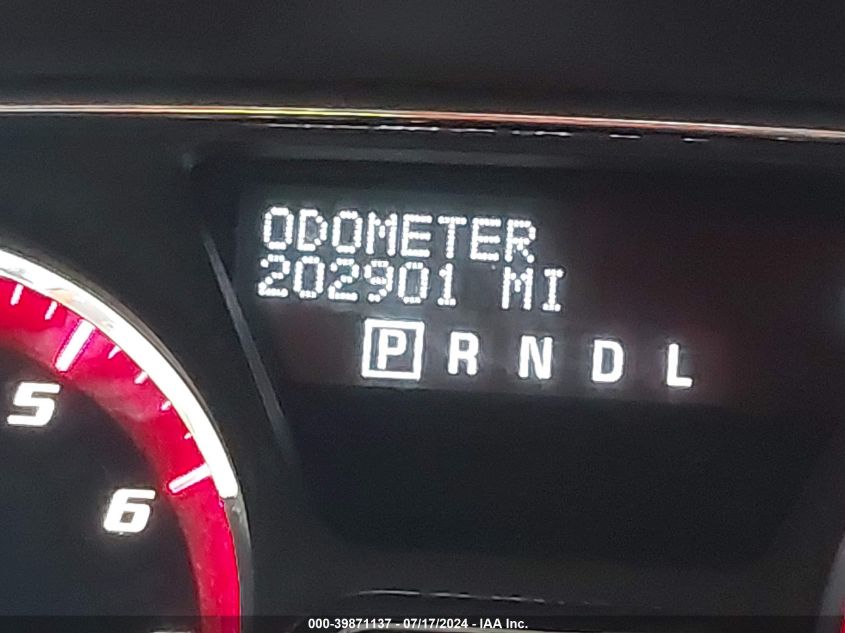 ODOMETER
202901 MI
P R N D L
5
6
000-39871137 - 07/17/2024 - IAA Inc.